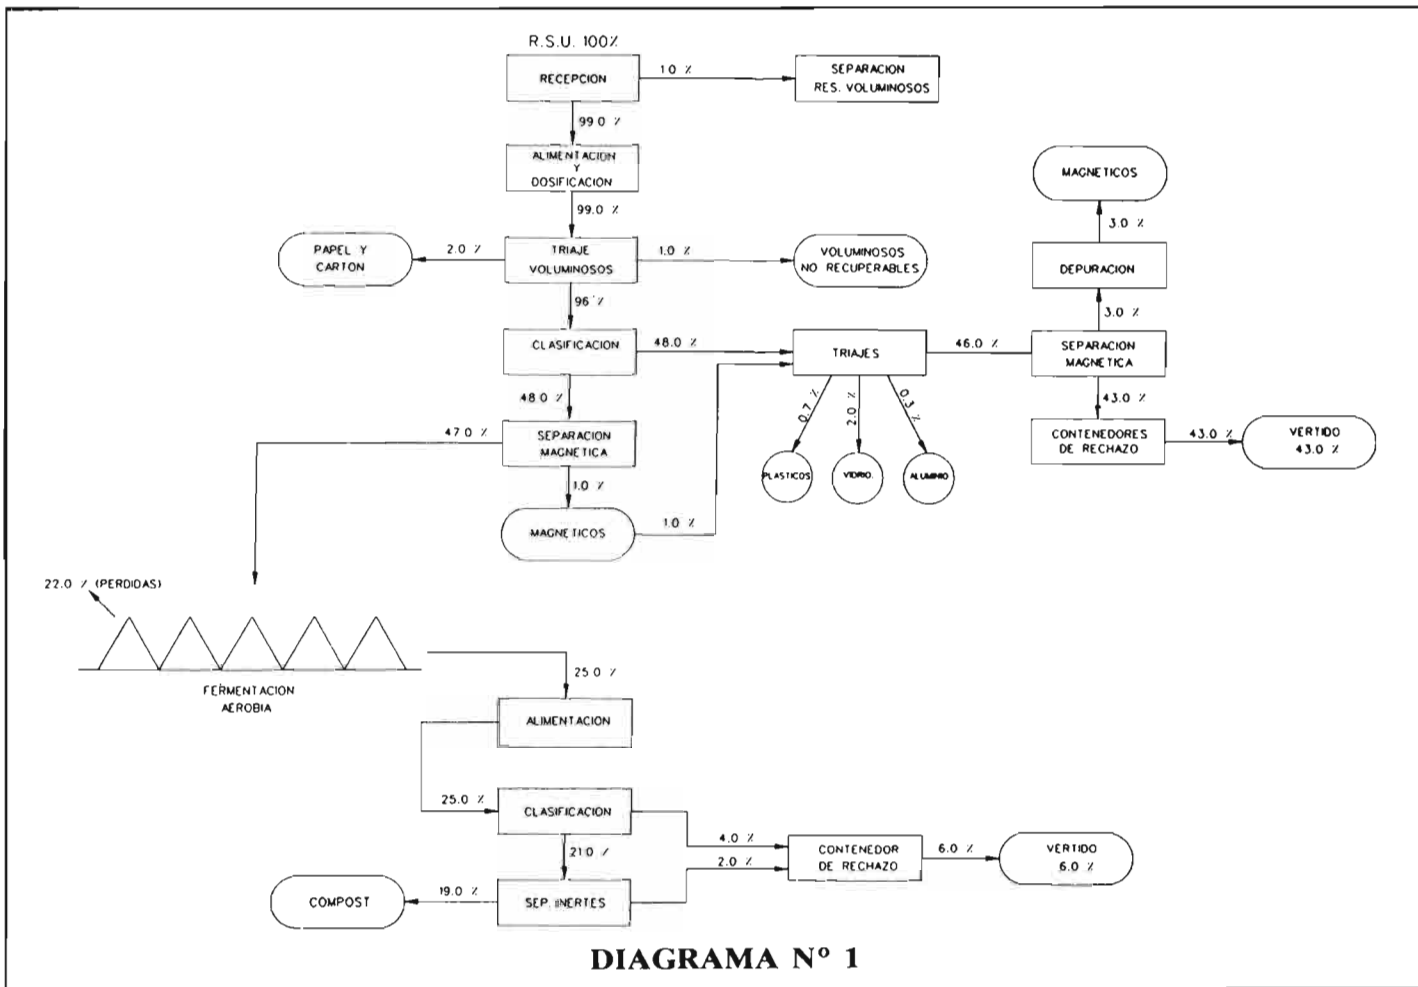 R.S.U. 100%
RECEPCION
10 %
SEPARACION
RES. VOLUMINOSOS
99.0 %
ALIMENTACION
Y
DOSIFICACION
99.0 %
PAPEL Y
CARTON
2.0 %
TRIAJE
VOLUMINOSOS
1.0 %
VOLUMINOSOS
NO RECUPERABLES
MAGNETICOS
3.0 %
DEPURACION
3.0 %
96 %
CLASIFICACION
48.0 %
TRIAJES
46.0 %
SEPARACION
MAGNETICA
48.0 %
0.7 %
2.0 %
0.3 %
PLASTICOS
VIDRIO.
ALUMINIO
43.0 %
CONTENEDORES
DE RECHAZO
43.0 %
VERTIDO
43.0 %
47.0 %
SEPARACION
MAGNETICA
1.0 %
MAGNETICOS
1.0 %
22.0 % (PERDIDAS)
FERMENTACION
AEROBIA
25.0 %
ALIMENTACION
25.0 %
CLASIFICACION
4.0 %
21.0 %
2.0 %
CONTENEDOR
DE RECHAZO
6.0 %
VERTIDO
6.0 %
COMPOST
19.0 %
SEP. INERTES
DIAGRAMA Nº 1